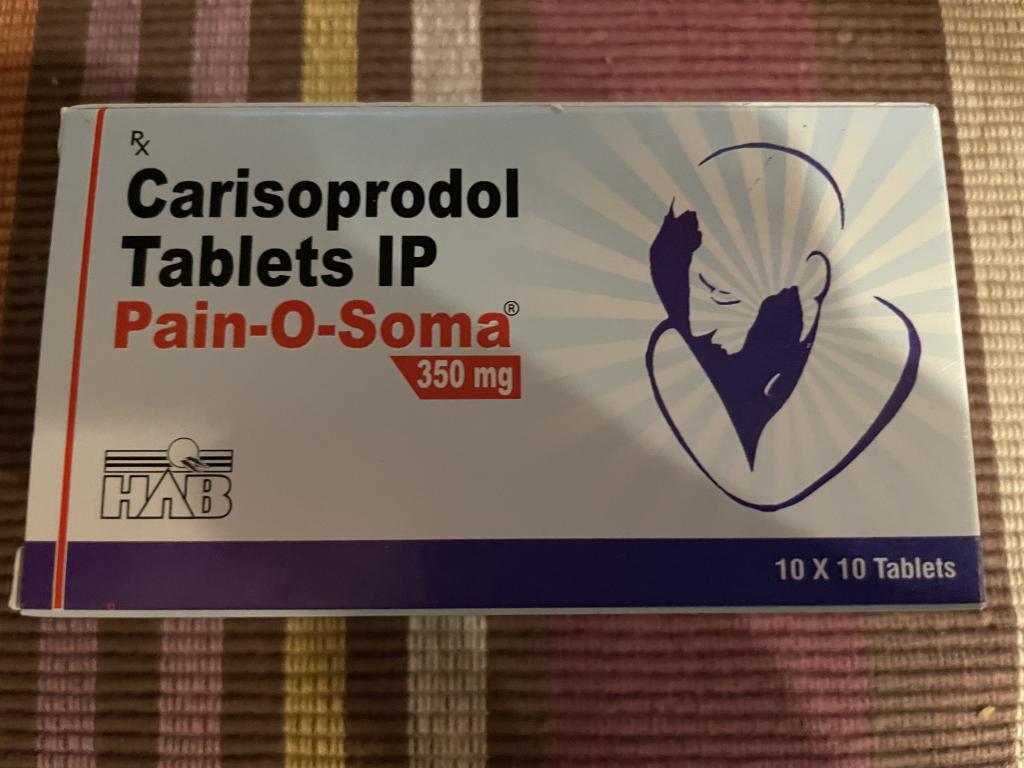 Rx
Carisoprodol
Tablets IP
Pain-O-Soma®
350 mg
HAB
10 X 10 Tablets